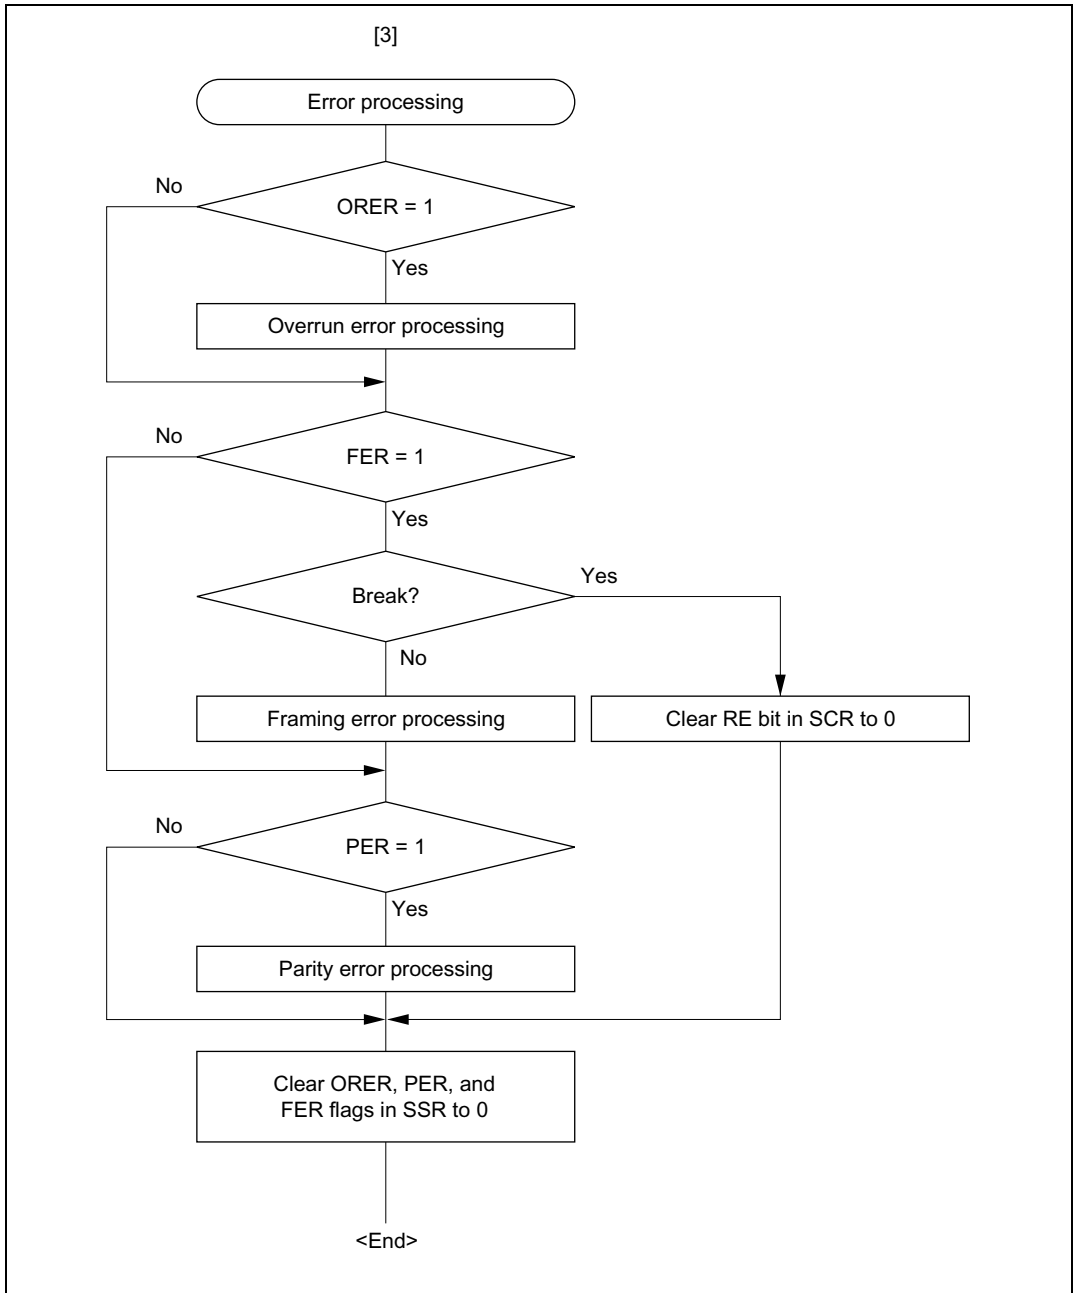 [3]
Error processing
No
ORER = 1
Yes
Overrun error processing
No
FER = 1
Yes
Yes
Break?
No
Framing error processing
Clear RE bit in SCR to 0
No
PER = 1
Yes
Parity error processing
Clear ORER, PER, and
FER flags in SSR to 0
<End>